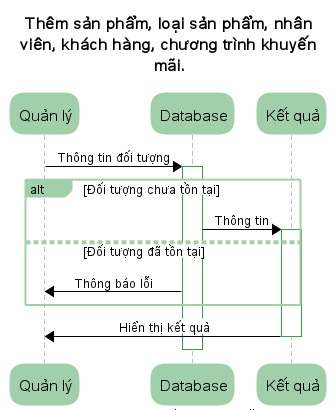 Thêm sản phẩm, loại sản phẩm, nhân
viên, khách hàng, chương trình khuyến
mãi.
Quản lý Database Kết quả
Thông tin đối tượng
alt [Đối tượng chưa tồn tại]
Thông tin
[Đối tượng đã tồn tại]
Thông báo lỗi
Hiển thị kết quả
Quản lý Database Kết quả